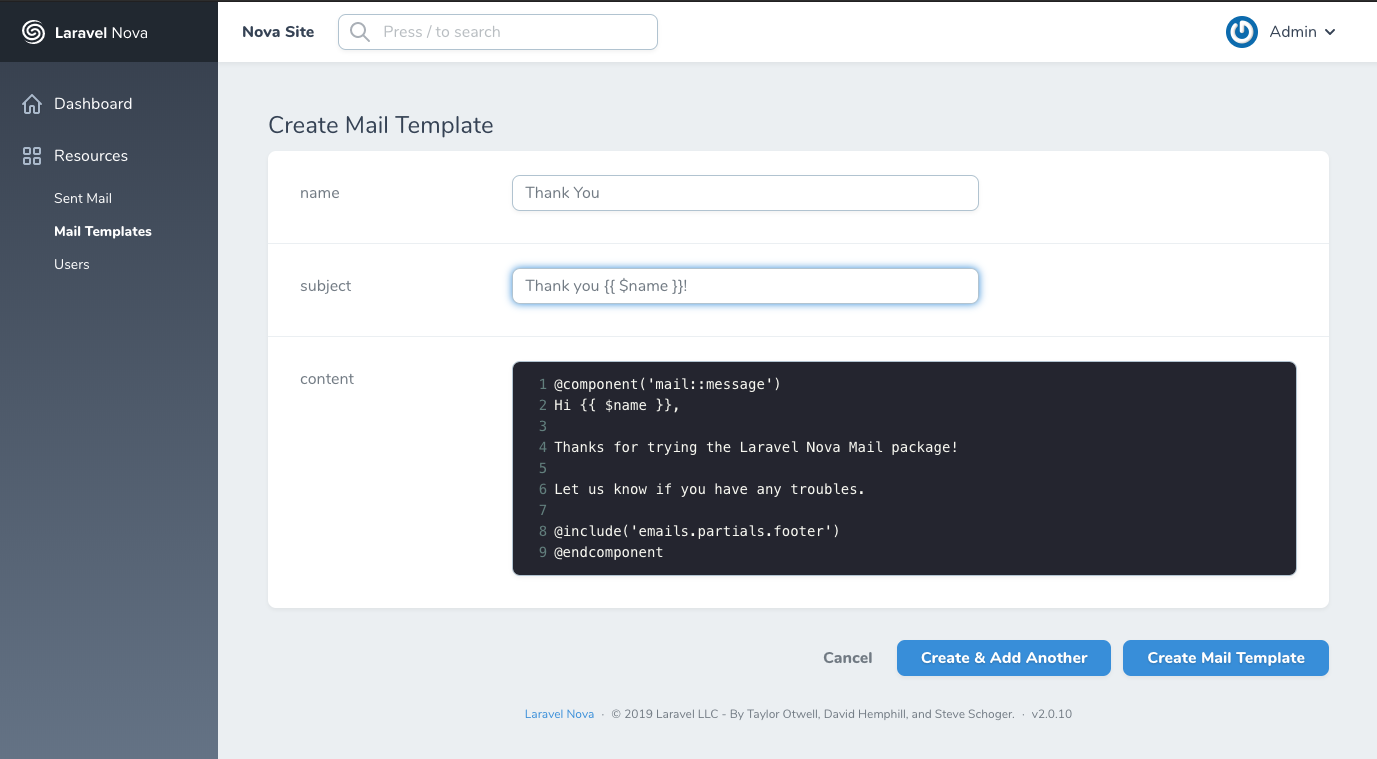 Laravel Nova
Nova Site
Press / to search
Admin
Dashboard
Resources
Sent Mail
Mail Templates
Users
Create Mail Template
name
Thank You
subject
Thank you {{ $name }}!
content
1 @component('mail::message')
2 Hi {{ $name }},
3
4 Thanks for trying the Laravel Nova Mail package!
5
6 Let us know if you have any troubles.
7
8 @include('emails.partials.footer')
9 @endcomponent
Cancel
Create & Add Another
Create Mail Template
Laravel Nova · © 2019 Laravel LLC - By Taylor Otwell, David Hemphill, and Steve Schoger. · v2.0.10